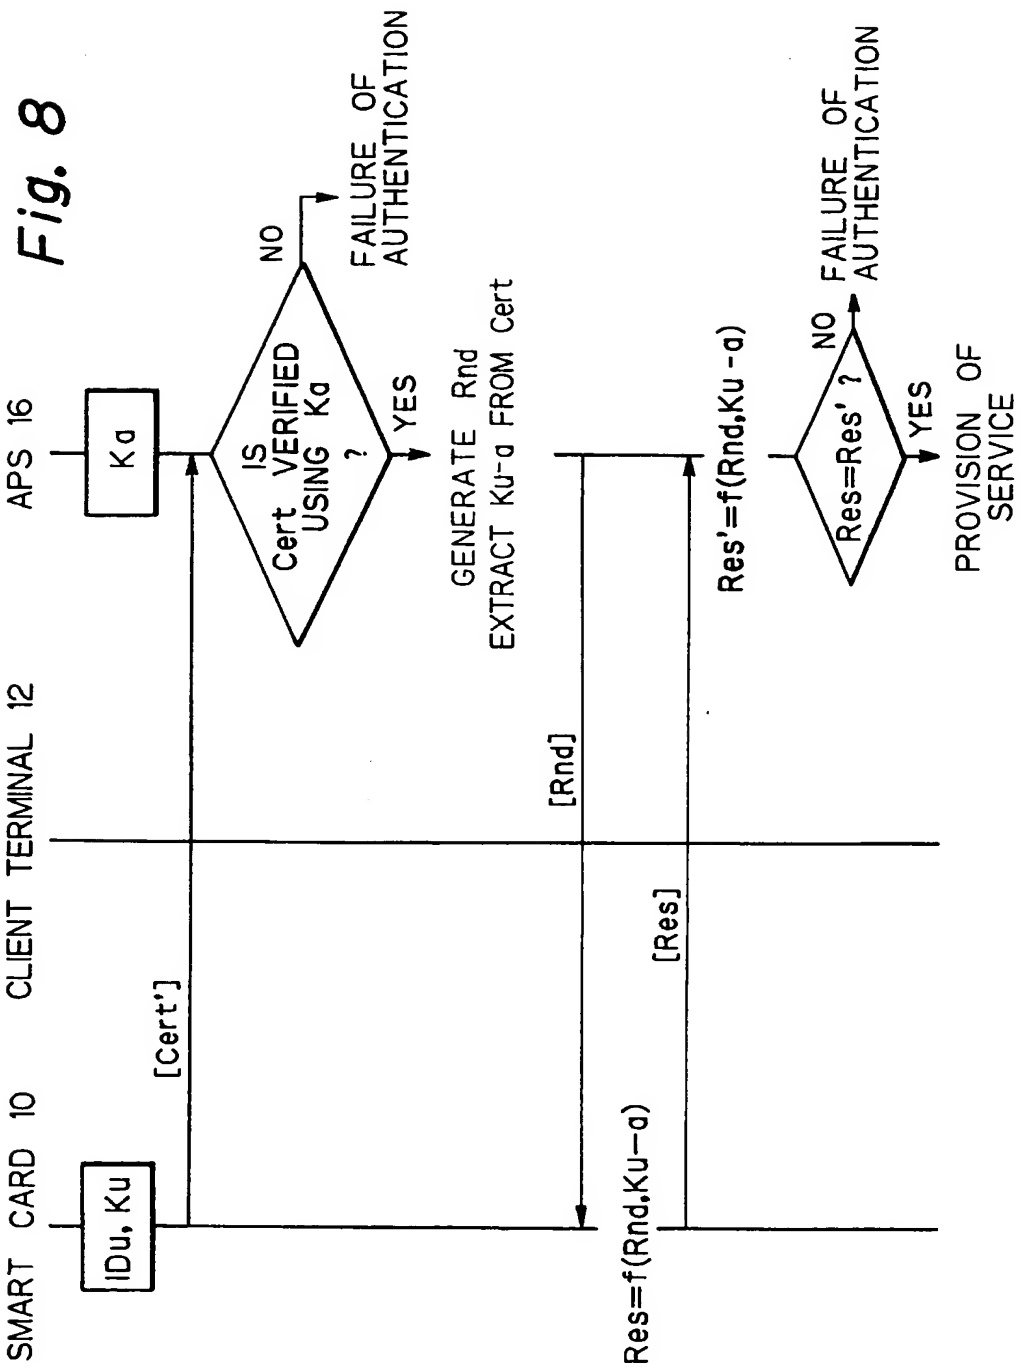 Fig. 8
SMART CARD 10
CLIENT TERMINAL 12
APS 16
IDu, Ku
Ka
[Cert']
IS
Cert VERIFIED
USING Ka
?
NO
FAILURE OF
AUTHENTICATION
YES
GENERATE Rnd
EXTRACT Ku-a FROM Cert
[Rnd]
Res=f(Rnd,Ku-a)
[Res]
Res'=f(Rnd,Ku-a)
Res=Res' ?
NO
FAILURE OF
AUTHENTICATION
YES
PROVISION OF
SERVICE